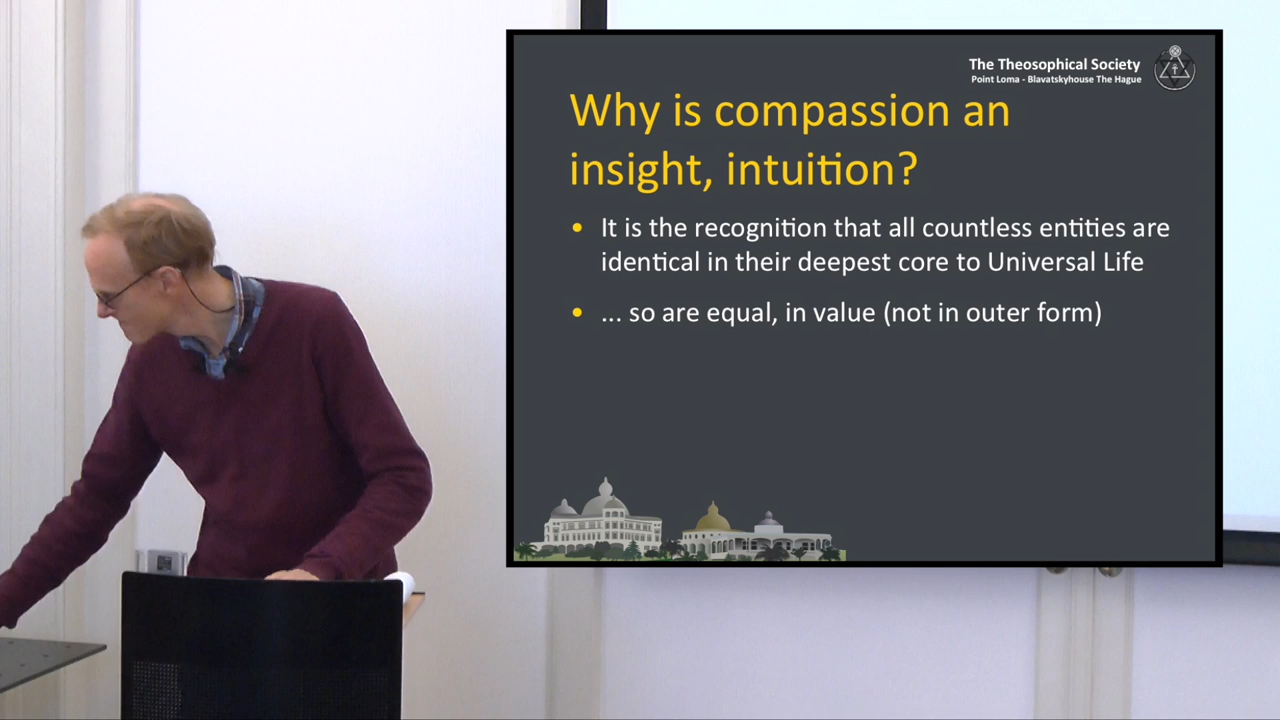 The Theosophical Society
Point Loma - Blavatskyhouse The Hague
Why is compassion an
insight, intuition?
• It is the recognition that all countless entities are
identical in their deepest core to Universal Life
• ... so are equal, in value (not in outer form)